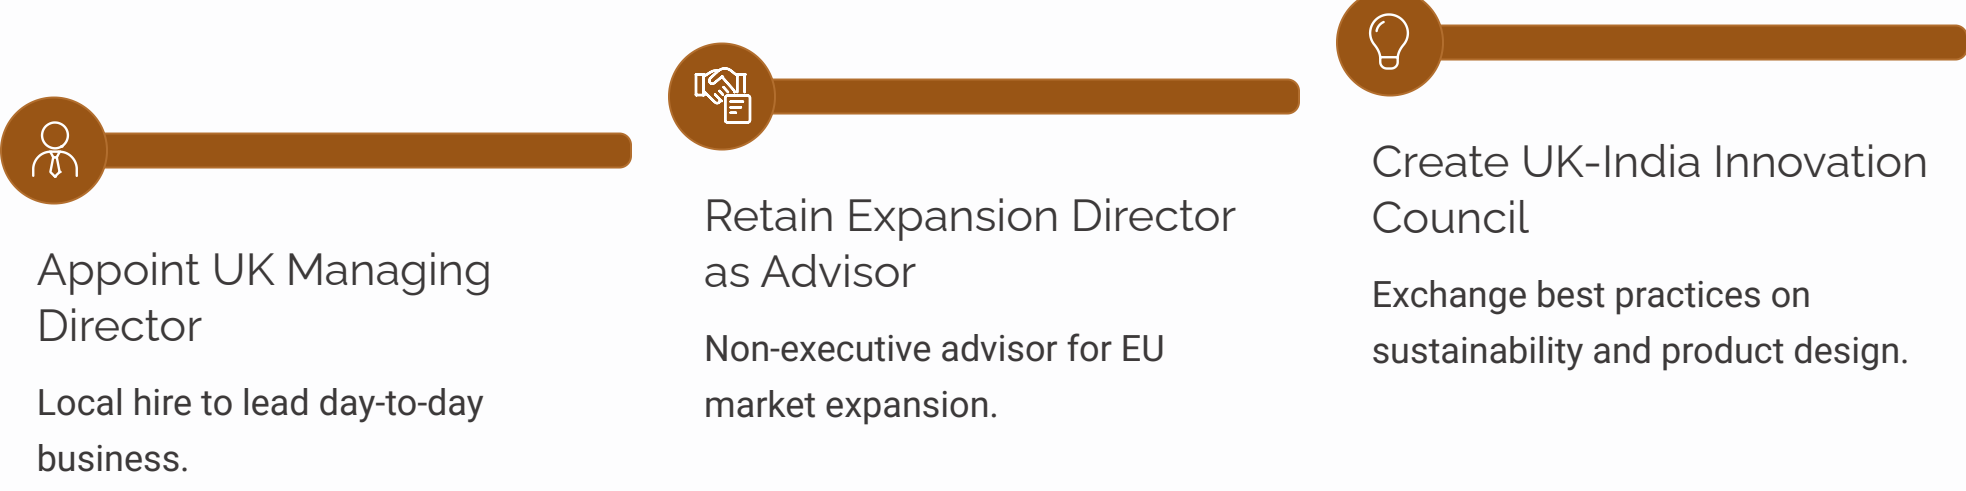 Appoint UK Managing
Director
Local hire to lead day-to-day
business.
Retain Expansion Director
as Advisor
Non-executive advisor for EU
market expansion.
Create UK-India Innovation
Council
Exchange best practices on
sustainability and product design.